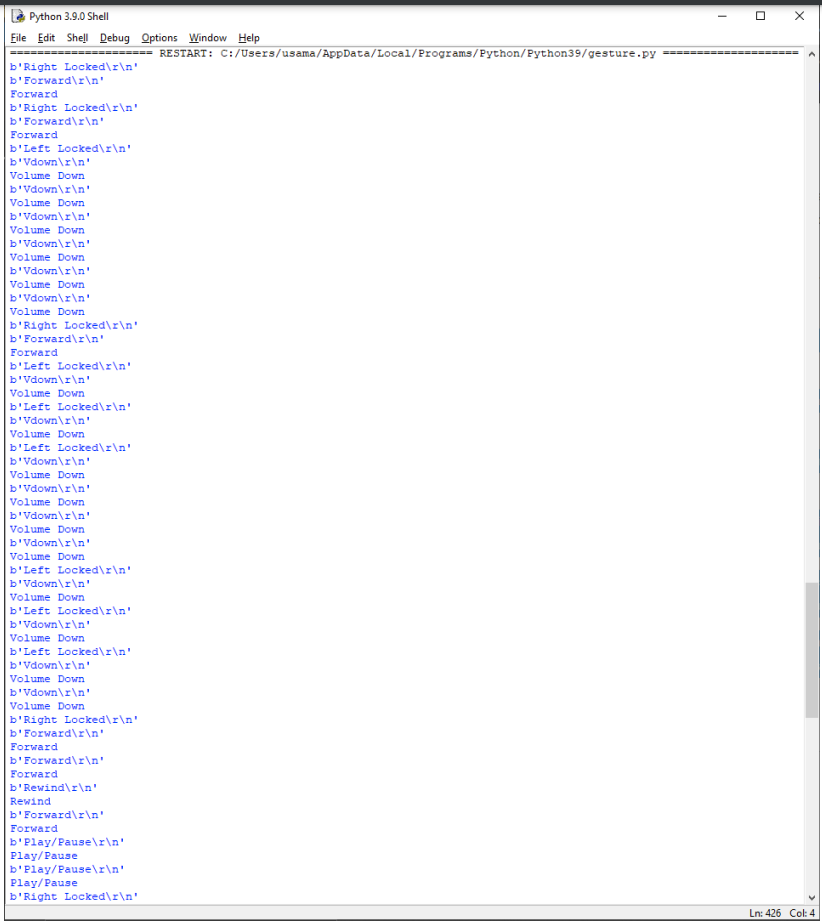 Python 3.9.0 Shell
File Edit Shell Debug Options Window Help
===================== RESTART: C:/Users/usama/AppData/Local/Programs/Python/Python39/gesture.py ====================
b'Right Locked\r\n'
b'Forward\r\n'
Forward
b'Right Locked\r\n'
b'Forward\r\n'
Forward
b'Left Locked\r\n'
b'Vdown\r\n'
Volume Down
b'Vdown\r\n'
Volume Down
b'Vdown\r\n'
Volume Down
b'Vdown\r\n'
Volume Down
b'Vdown\r\n'
Volume Down
b'Vdown\r\n'
Volume Down
b'Right Locked\r\n'
b'Forward\r\n'
Forward
b'Left Locked\r\n'
b'Vdown\r\n'
Volume Down
b'Left Locked\r\n'
b'Vdown\r\n'
Volume Down
b'Left Locked\r\n'
b'Vdown\r\n'
Volume Down
b'Vdown\r\n'
Volume Down
b'Vdown\r\n'
Volume Down
b'Vdown\r\n'
Volume Down
b'Left Locked\r\n'
b'Vdown\r\n'
Volume Down
b'Left Locked\r\n'
b'Vdown\r\n'
Volume Down
b'Left Locked\r\n'
b'Vdown\r\n'
Volume Down
b'Vdown\r\n'
Volume Down
b'Right Locked\r\n'
b'Forward\r\n'
Forward
b'Forward\r\n'
Forward
b'Rewind\r\n'
Rewind
b'Forward\r\n'
Forward
b'Play/Pause\r\n'
Play/Pause
b'Play/Pause\r\n'
Play/Pause
b'Right Locked\r\n'
Ln: 426 Col: 4